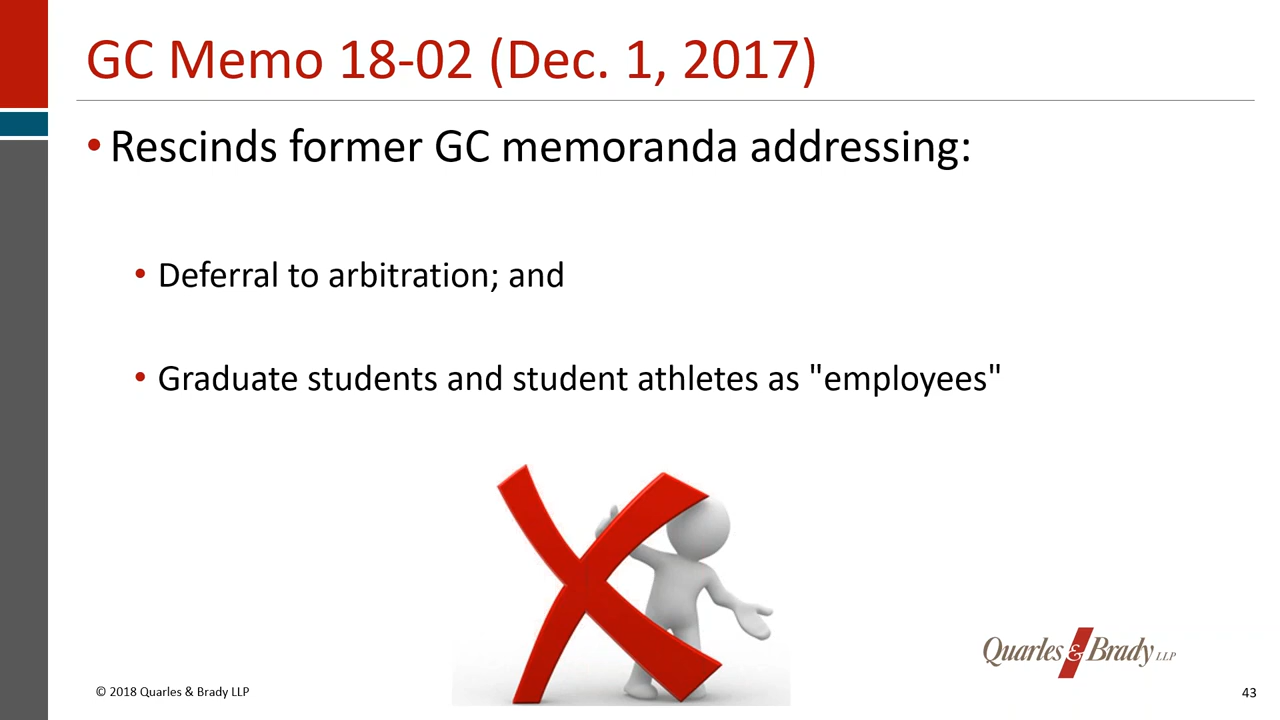 GC Memo 18-02 (Dec. 1, 2017)
• Rescinds former GC memoranda addressing:
• Deferral to arbitration; and
• Graduate students and student athletes as "employees"
Quarles & Brady LLP
© 2018 Quarles & Brady LLP
43